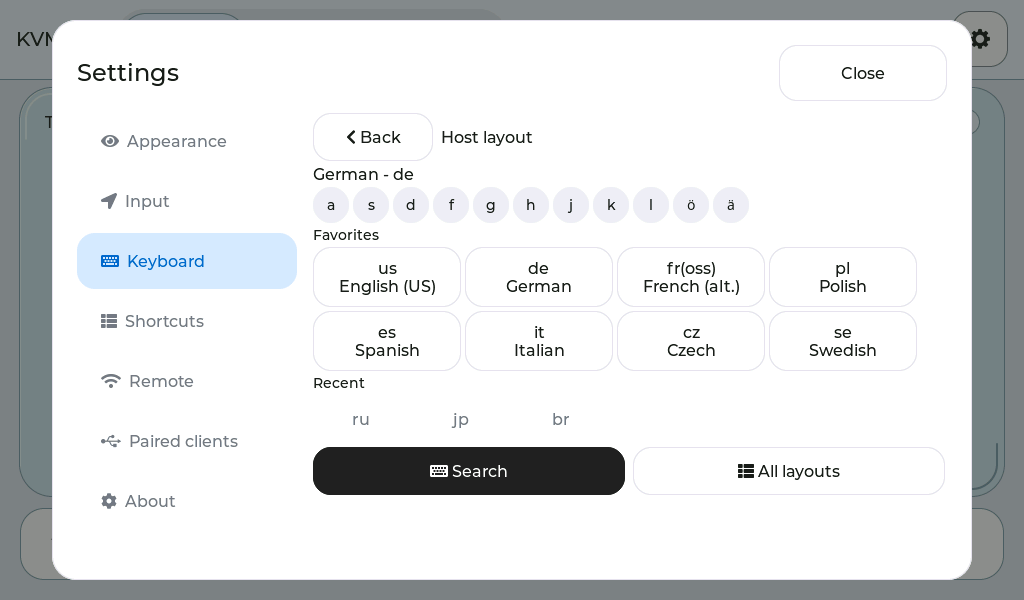 KVM
Settings
Close
Appearance
Input
Keyboard
Shortcuts
Remote
Paired clients
About
Back
Host layout
German - de
a s d f g h j k l ö ä
Favorites
us
English (US)
de
German
fr(oss)
French (alt.)
pl
Polish
es
Spanish
it
Italian
cz
Czech
se
Swedish
Recent
ru jp br
Search
All layouts